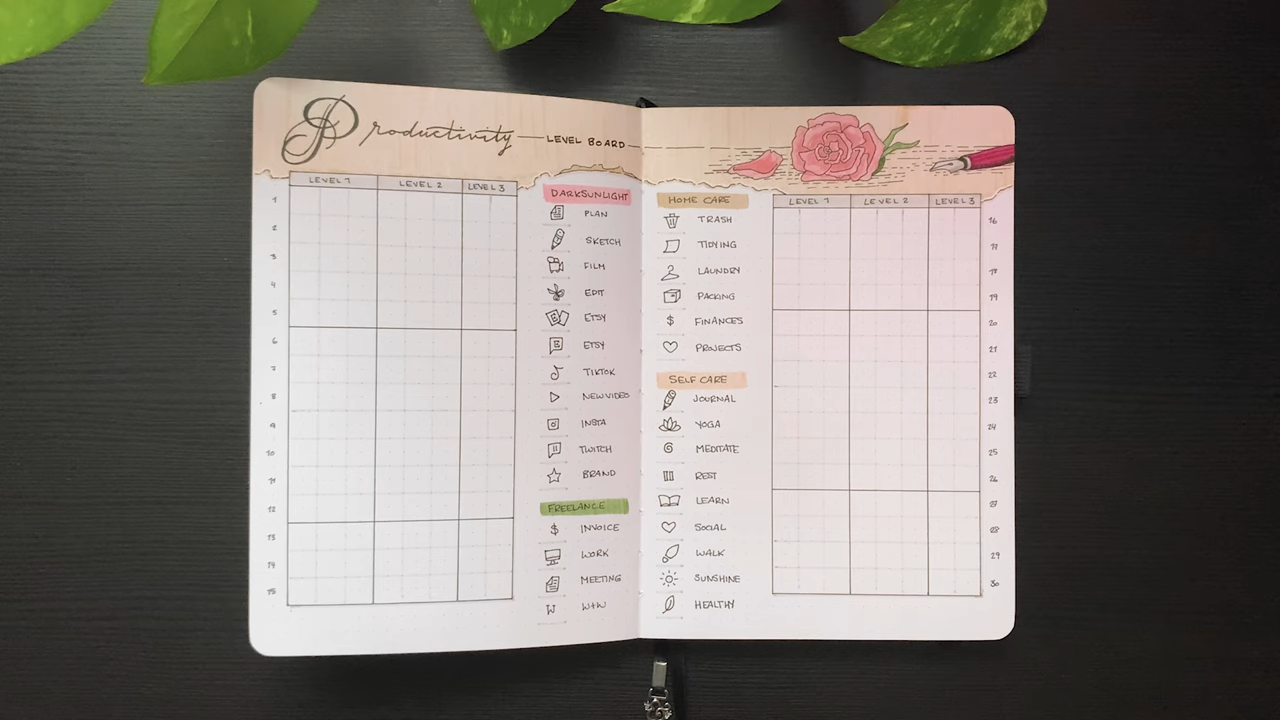 Productivity — LEVEL BOARD
LEVEL 1 LEVEL 2 LEVEL 3
1
2
3
4
5
6
7
8
9
10
11
12
13
14
15
DARKSUNLIGHT
PLAN
SKETCH
FILM
EDIT
E ETSY
E ETSY
TIKTOK
NEW VIDEO
INSTA
TWITCH
BRAND
FREELANCE
$ INVOICE
WORK
MEETING
W W+W
HOME CARE
TRASH
TIDYING
LAUNDRY
PACKING
$ FINANCES
PROJECTS
SELF CARE
JOURNAL
YOGA
MEDITATE
REST
LEARN
SOCIAL
WALK
SUNSHINE
HEALTHY
LEVEL 1 LEVEL 2 LEVEL 3
16
17
18
19
20
21
22
23
24
25
26
27
28
29
30